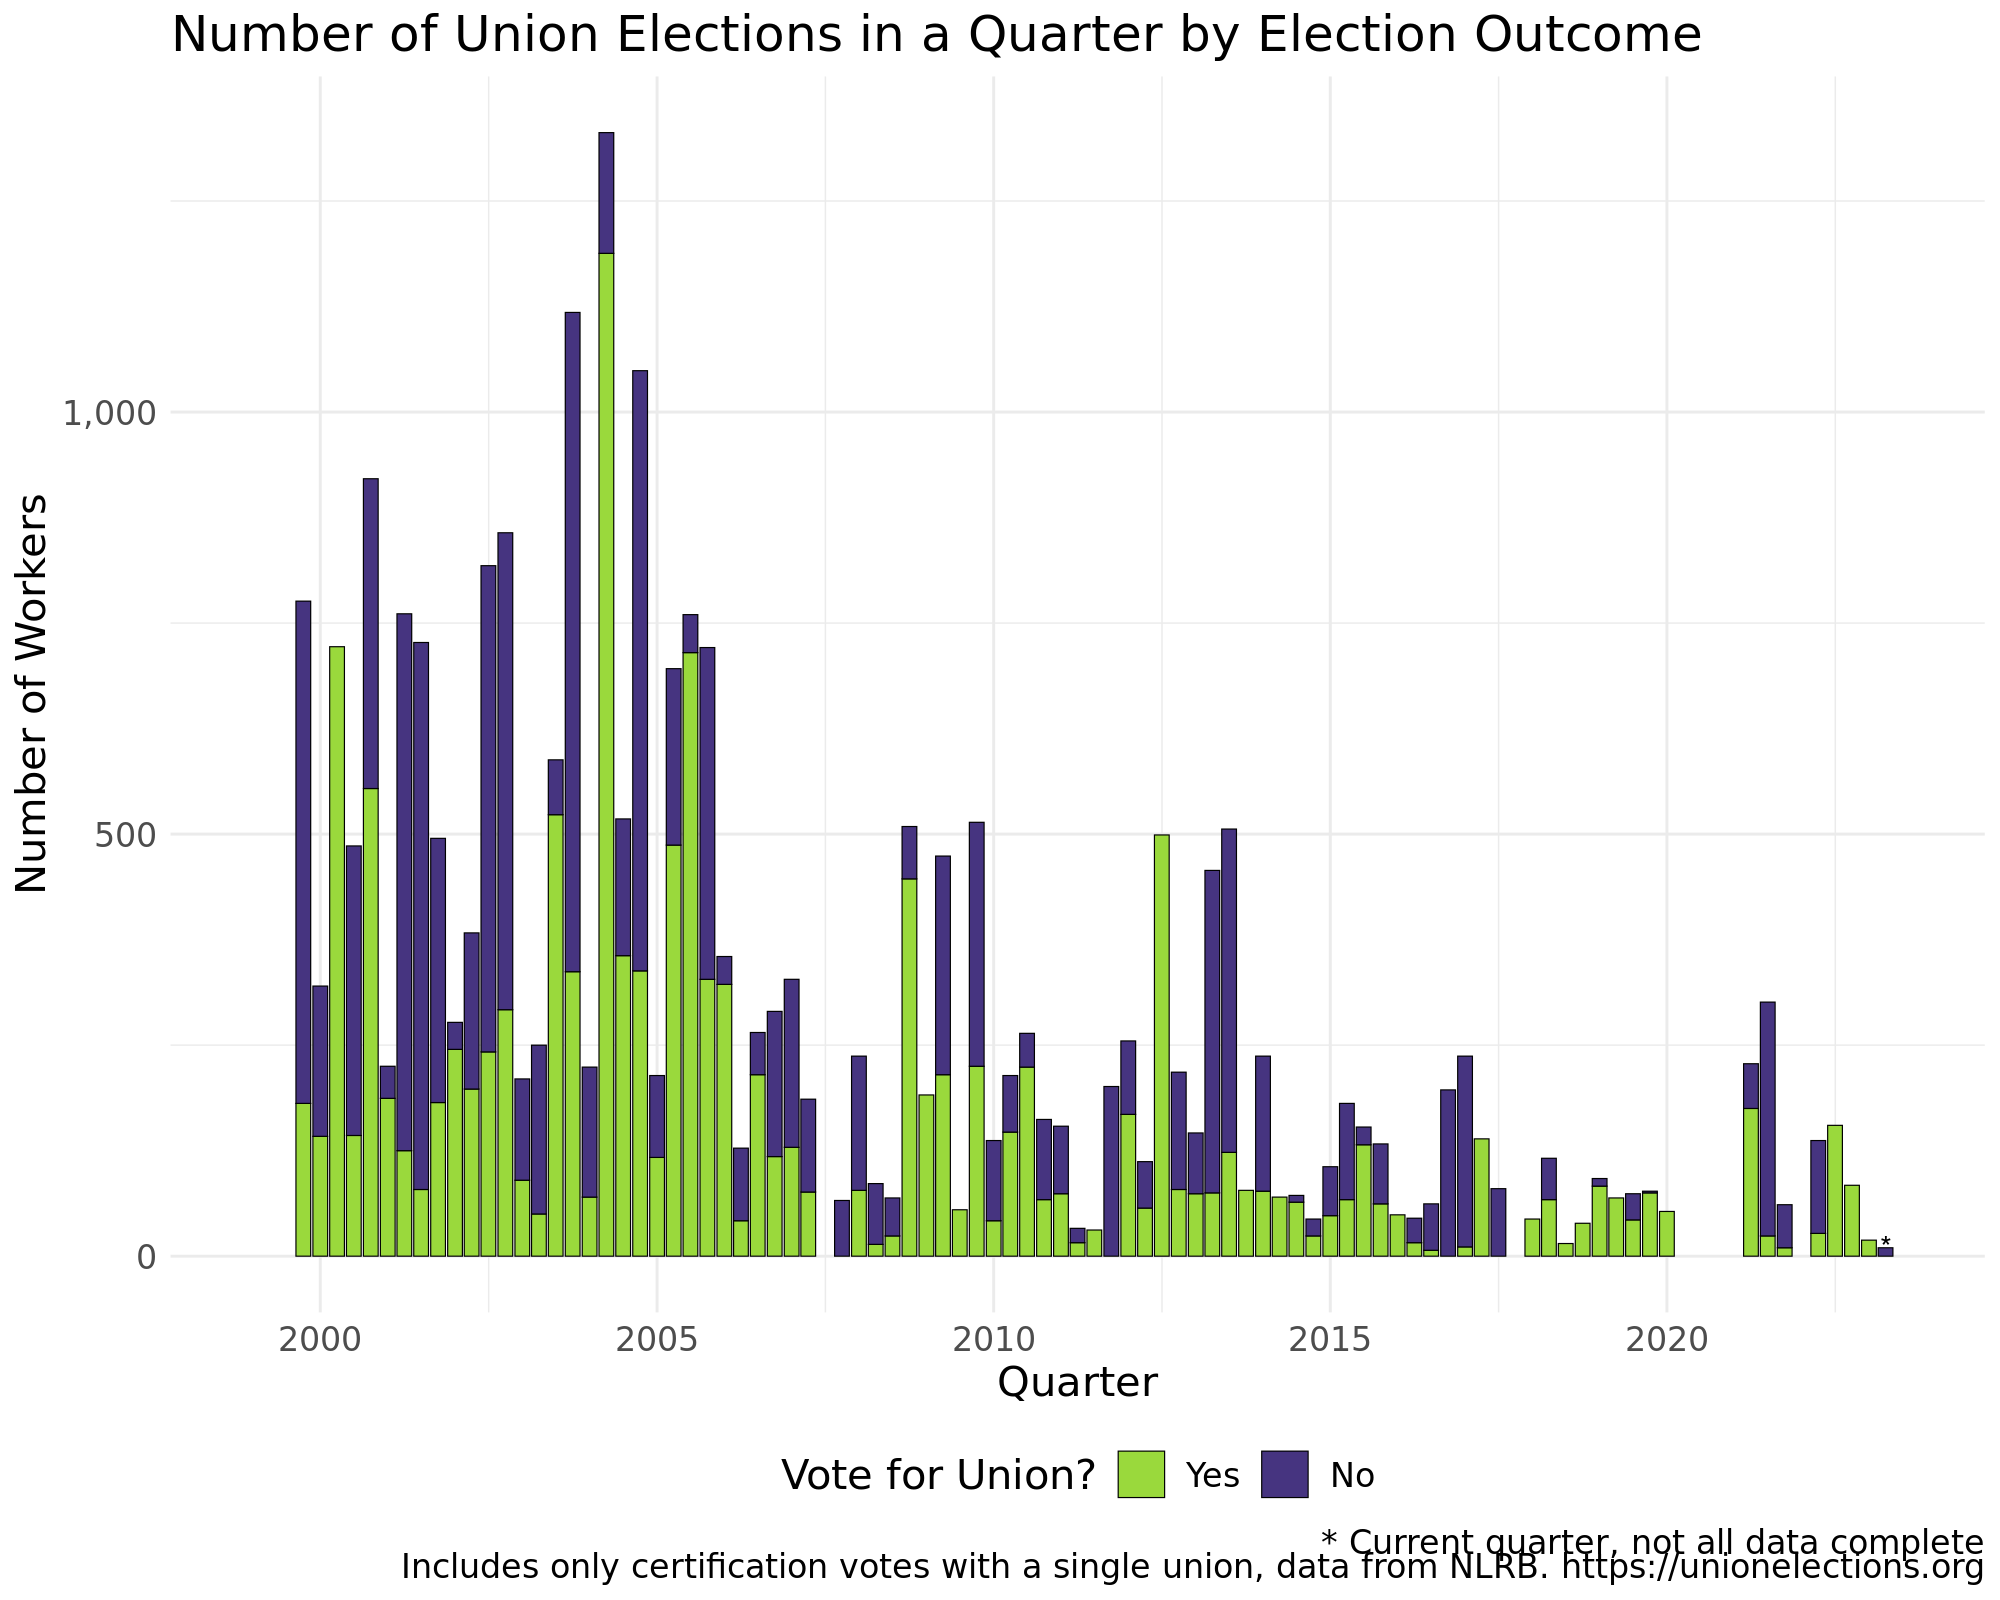 Number of Union Elections in a Quarter by Election Outcome
Number of Workers
1,000
500
0
*
2000 2005 2010 2015 2020
Quarter
Vote for Union? Yes No
* Current quarter, not all data complete
Includes only certification votes with a single union, data from NLRB. https://unionelections.org